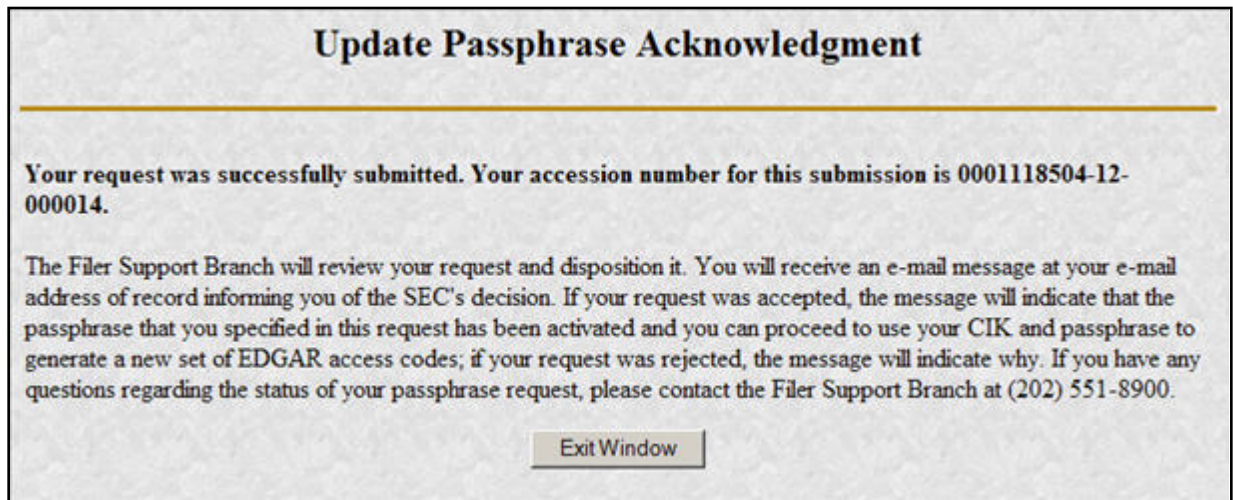 Update Passphrase Acknowledgment
Your request was successfully submitted. Your accession number for this submission is 0001118504-12-
000014.
The Filer Support Branch will review your request and disposition it. You will receive an e-mail message at your e-mail
address of record informing you of the SEC's decision. If your request was accepted, the message will indicate that the
passphrase that you specified in this request has been activated and you can proceed to use your CIK and passphrase to
generate a new set of EDGAR access codes; if your request was rejected, the message will indicate why. If you have any
questions regarding the status of your passphrase request, please contact the Filer Support Branch at (202) 551-8900.
Exit Window